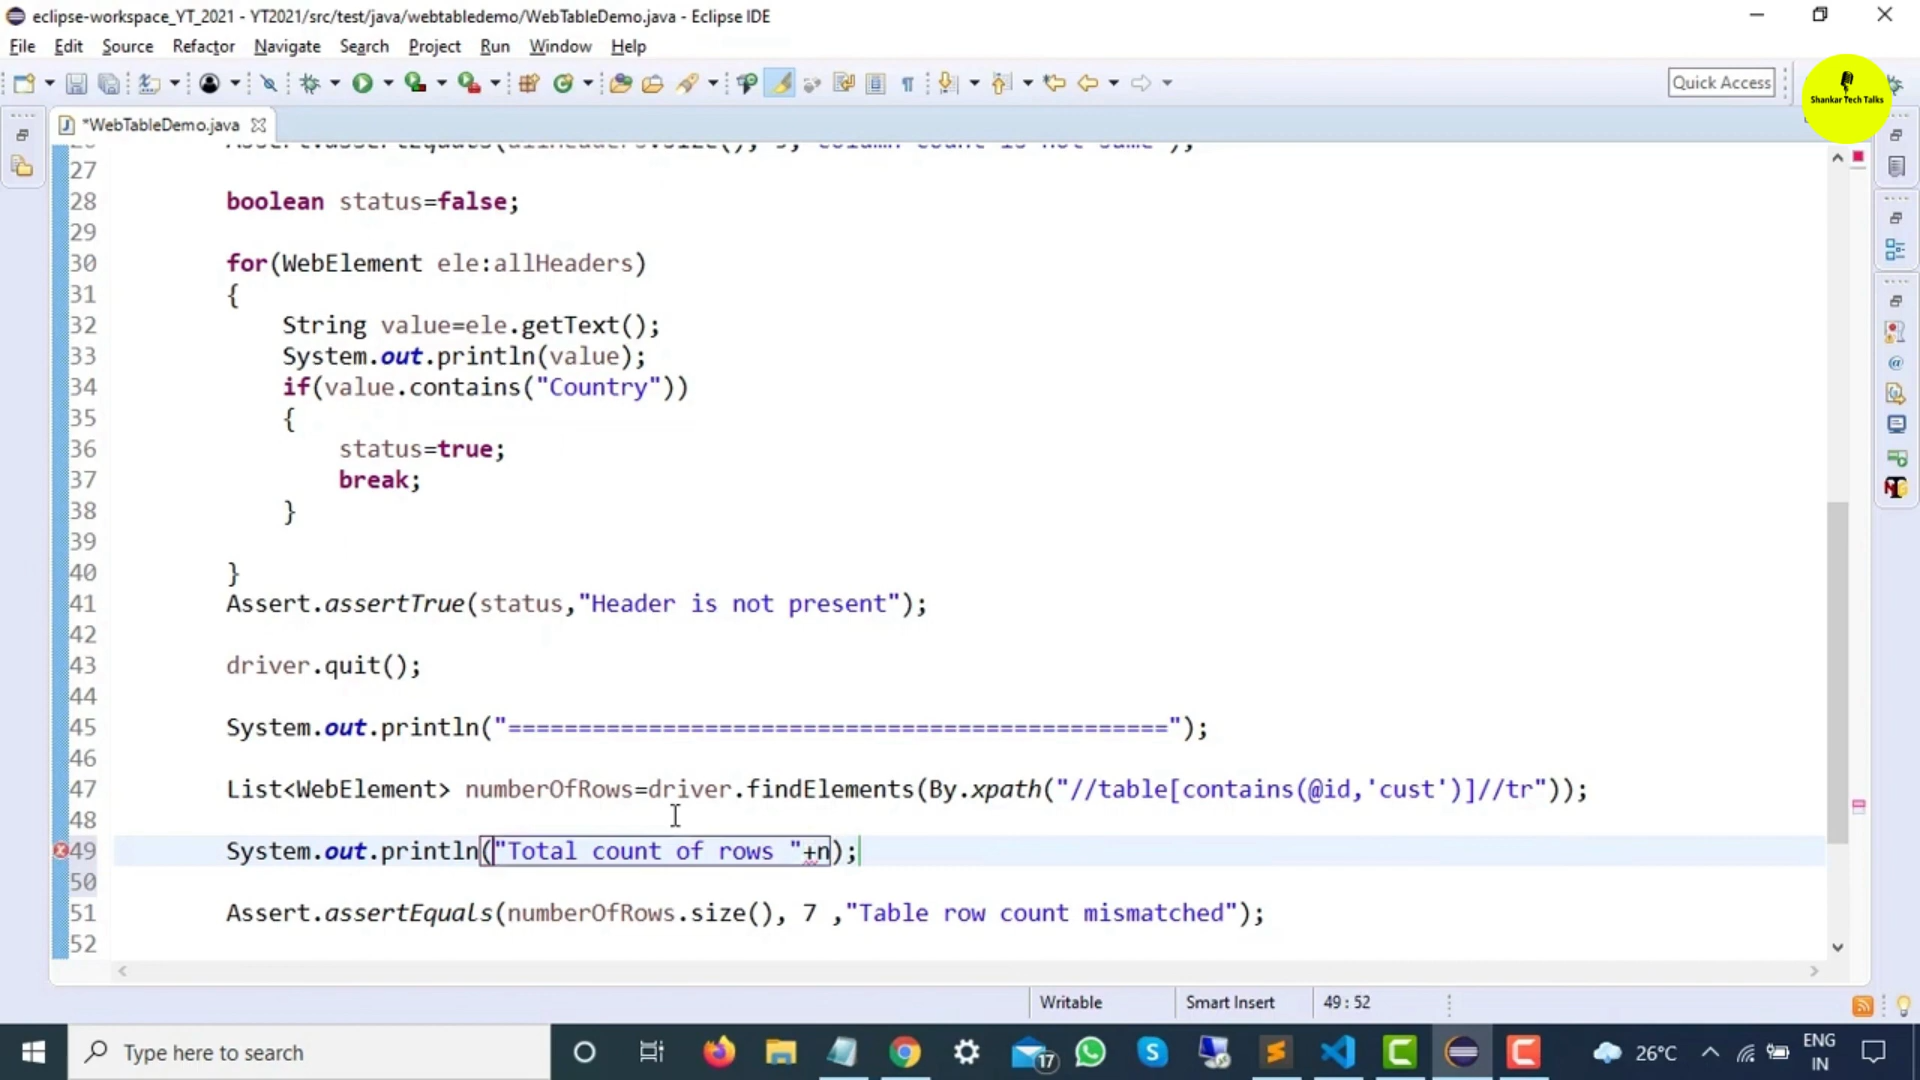 eclipse-workspace_YT_2021 - YT2021/src/test/java/webtabledemo/WebTableDemo.java - Eclipse IDE
File Edit Source Refactor Navigate Search Project Run Window Help
Quick Access
Shankar Tech Talks
*WebTableDemo.java
27
28 boolean status=false;
29
30 for(WebElement ele:allHeaders)
31 {
32 String value=ele.getText();
33 System.out.println(value);
34 if(value.contains("Country"))
35 {
36 status=true;
37 break;
38 }
39
40 }
41 Assert.assertTrue(status,"Header is not present");
42
43 driver.quit();
44
45 System.out.println("===============================================");
46
47 List<WebElement> numberOfRows=driver.findElements(By.xpath("//table[contains(@id,'cust')]//tr"));
48
49 System.out.println("Total count of rows "+n);
50
51 Assert.assertEquals(numberOfRows.size(), 7 ,"Table row count mismatched");
52
Writable Smart Insert 49 : 52
Type here to search
17
26°C
ENG
IN